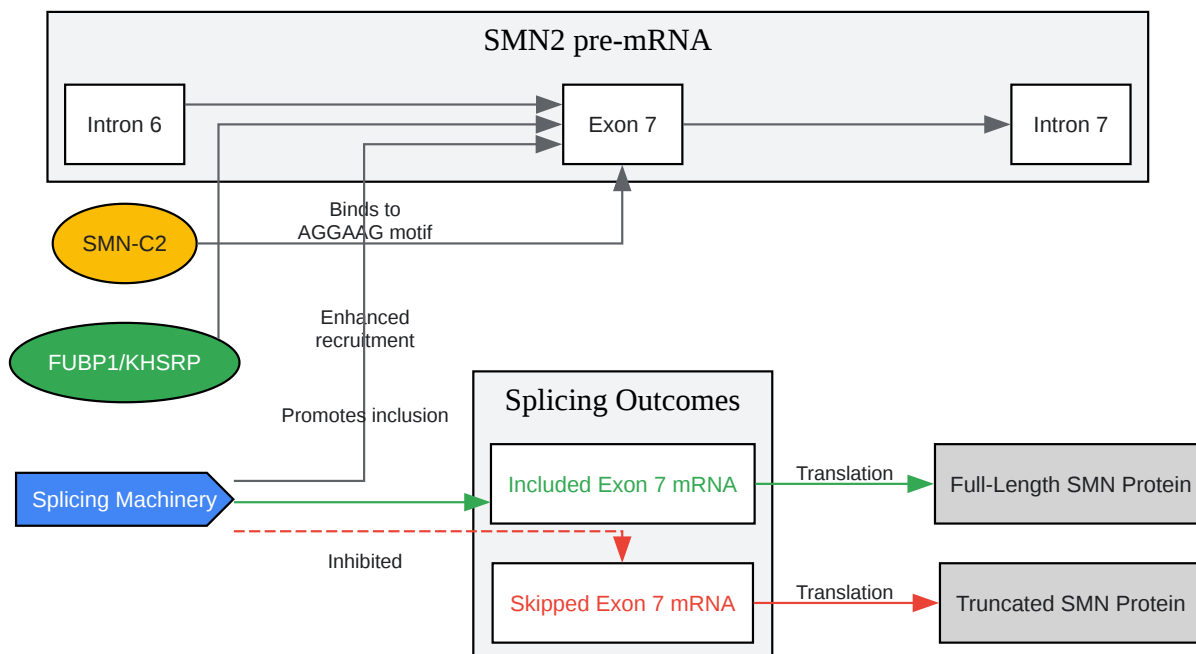 SMN2 pre-mRNA
Intron 6
Exon 7
Intron 7
SMN-C2
Binds to
AGGAAG motif
FUBP1/KHSRP
Enhanced
recruitment
Promotes inclusion
Splicing Machinery
Inhibited
Splicing Outcomes
Included Exon 7 mRNA
Translation
Full-Length SMN Protein
Skipped Exon 7 mRNA
Translation
Truncated SMN Protein